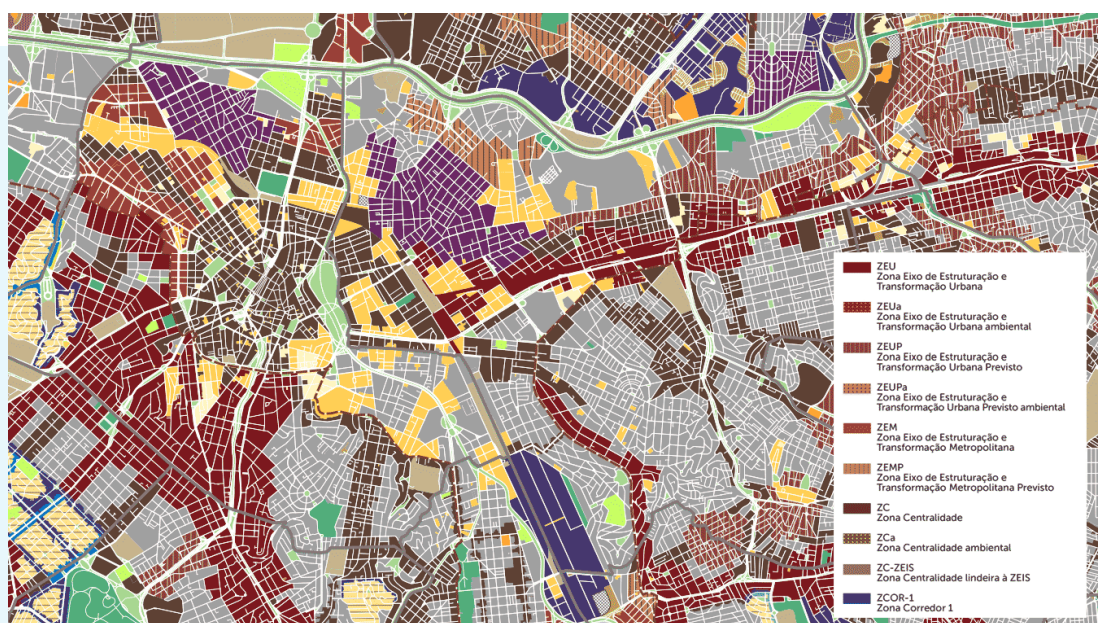 ZEU
Zona Eixo de Estruturação e
Transformação Urbana
ZEUa
Zona Eixo de Estruturação e
Transformação Urbana ambiental
ZEUP
Zona Eixo de Estruturação e
Transformação Urbana Previsto
ZEUPa
Zona Eixo de Estruturação e
Transformação Urbana Previsto ambiental
ZEM
Zona Eixo de Estruturação e
Transformação Metropolitana
ZEMP
Zona Eixo de Estruturação e
Transformação Metropolitana Previsto
ZC
Zona Centralidade
ZCa
Zona Centralidade ambiental
ZC-ZEIS
Zona Centralidade lindeira à ZEIS
ZCOR-1
Zona Corredor 1